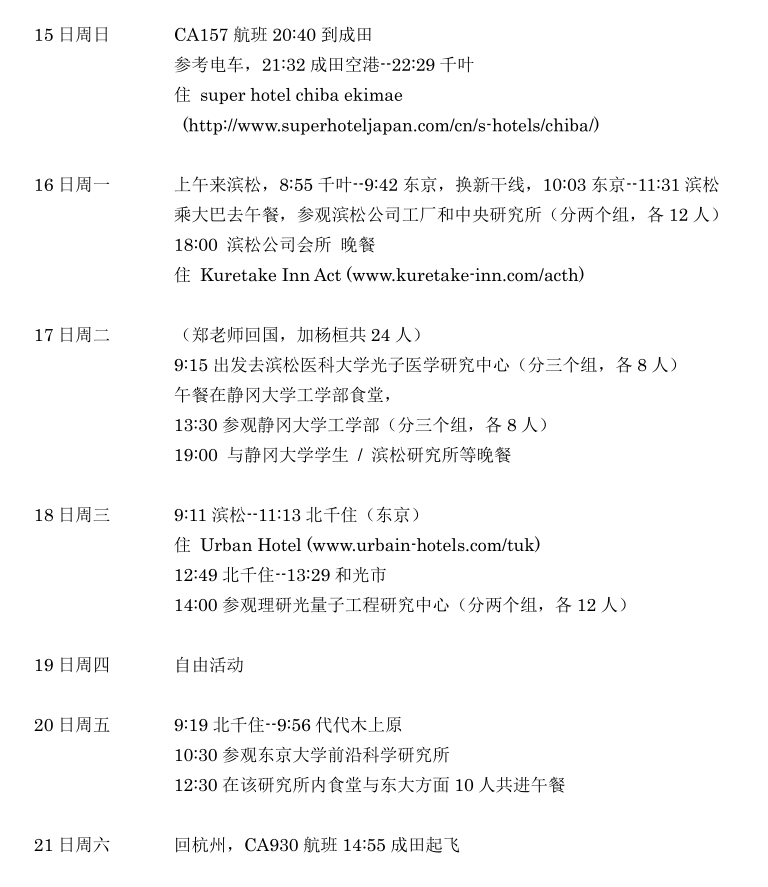 15 日周日
CA157 航班 20:40 到成田
参考电车，21:32 成田空港--22:29 千叶
住 super hotel chiba ekimae
(http://www.superhoteljapan.com/cn/s-hotels/chiba/)
16 日周一
上午来滨松，8:55 千叶--9:42 东京，换新干线，10:03 东京--11:31 滨松
乘大巴去午餐，参观滨松公司工厂和中央研究所（分两个组，各 12 人）
18:00 滨松公司会所 晚餐
住 Kuretake Inn Act (www.kuretake-inn.com/acth)
17 日周二
（郑老师回国，加杨桓共 24 人）
9:15 出发去滨松医科大学光子医学研究中心（分三个组，各 8 人）
午餐在静冈大学工学部食堂，
13:30 参观静冈大学工学部（分三个组，各 8 人）
19:00 与静冈大学学生 / 滨松研究所等晚餐
18 日周三
9:11 滨松--11:13 北千住（东京）
住 Urban Hotel (www.urbain-hotels.com/tuk)
12:49 北千住--13:29 和光市
14:00 参观理研光量子工程研究中心（分两个组，各 12 人）
19 日周四
自由活动
20 日周五
9:19 北千住--9:56 代代木上原
10:30 参观东京大学前沿科学研究所
12:30 在该研究所内食堂与东大方面 10 人共进午餐
21 日周六
回杭州，CA930 航班 14:55 成田起飞